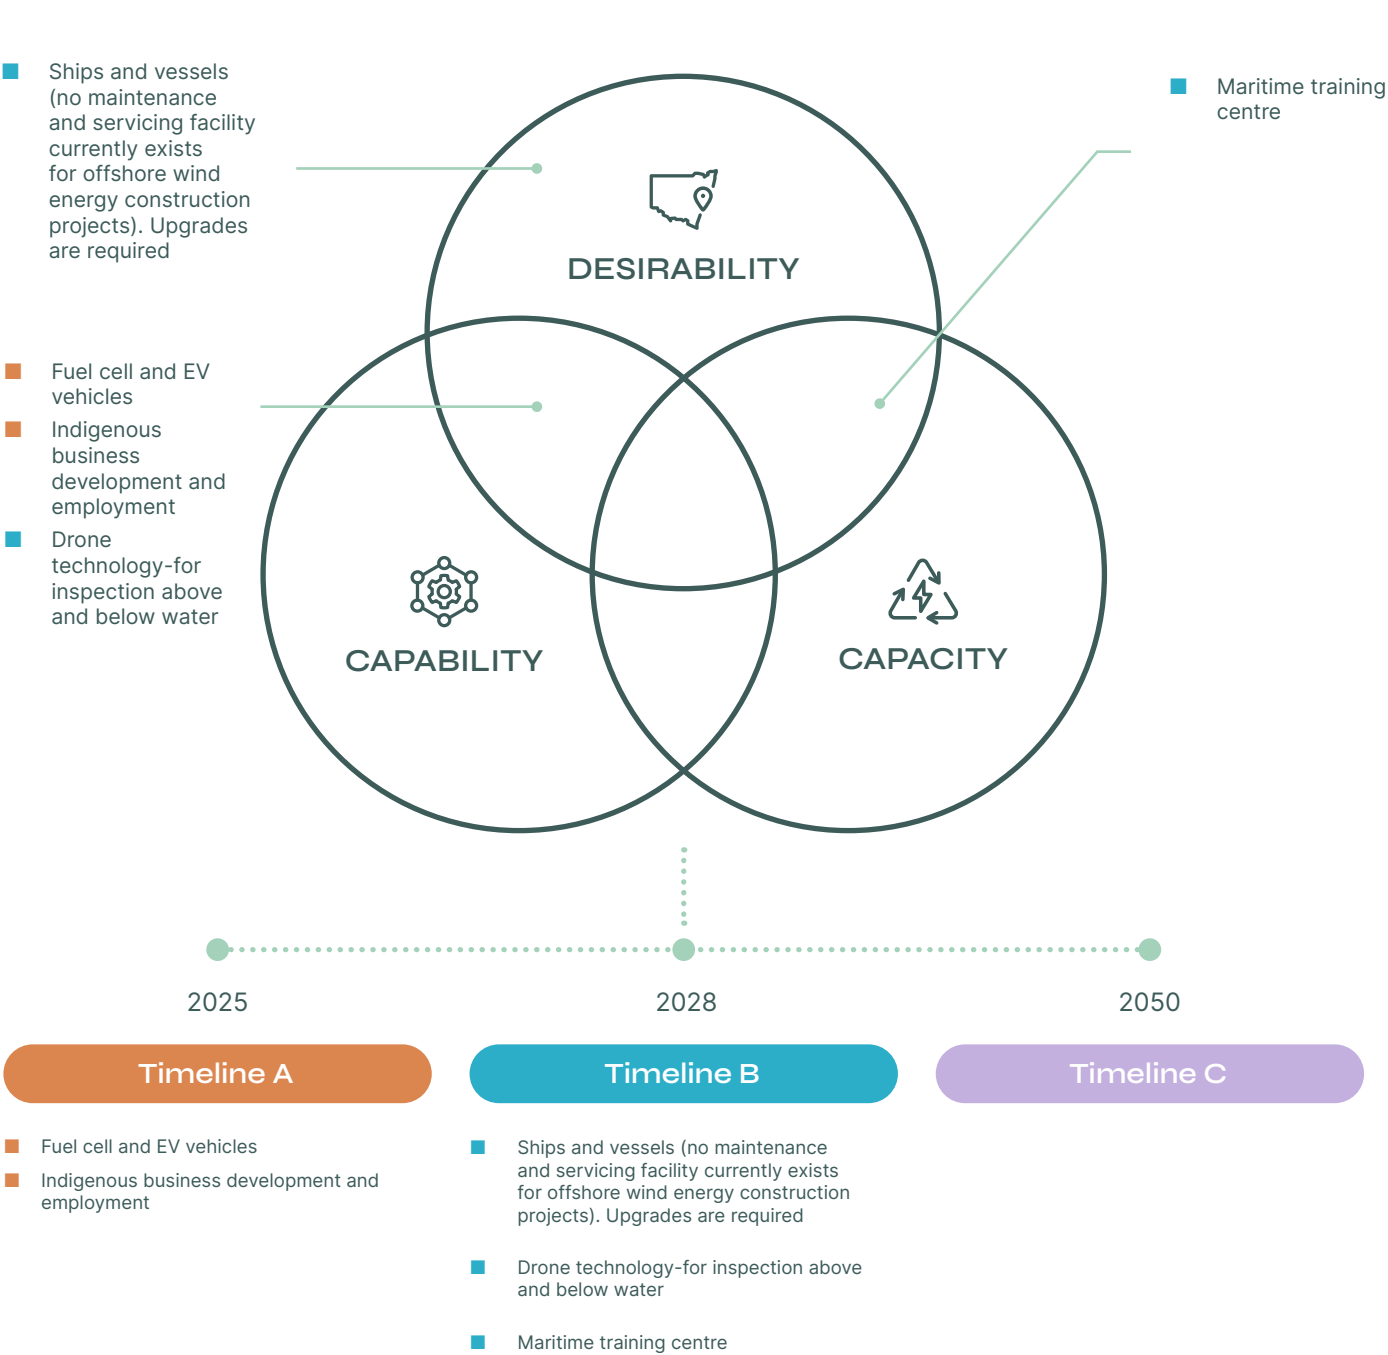 Ships and vessels
(no maintenance
and servicing facility
currently exists
for offshore wind
energy construction
projects). Upgrades
are required
Maritime training
centre
DESIRABILITY
Fuel cell and EV
vehicles
Indigenous
business
development and
employment
Drone
technology-for
inspection above
and below water
CAPABILITY
CAPACITY
2025
2028
2050
Timeline A
Timeline B
Timeline C
Fuel cell and EV vehicles
Indigenous business development and
employment
Ships and vessels (no maintenance
and servicing facility currently exists
for offshore wind energy construction
projects). Upgrades are required
Drone technology-for inspection above
and below water
Maritime training centre